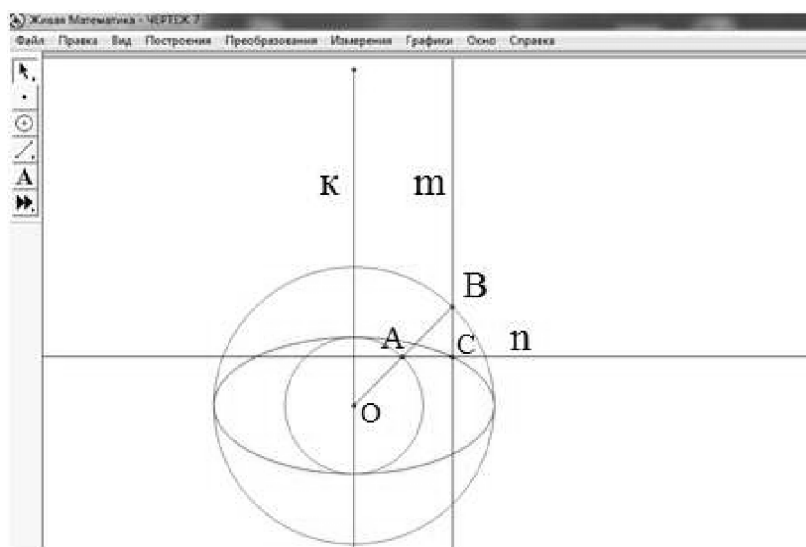 Живая Математика - ЧЕРТЕЖ 7
Файл Правка Вид Построения Преобразования Измерения Графики Окно Справка
A
к m
B
A C n
O